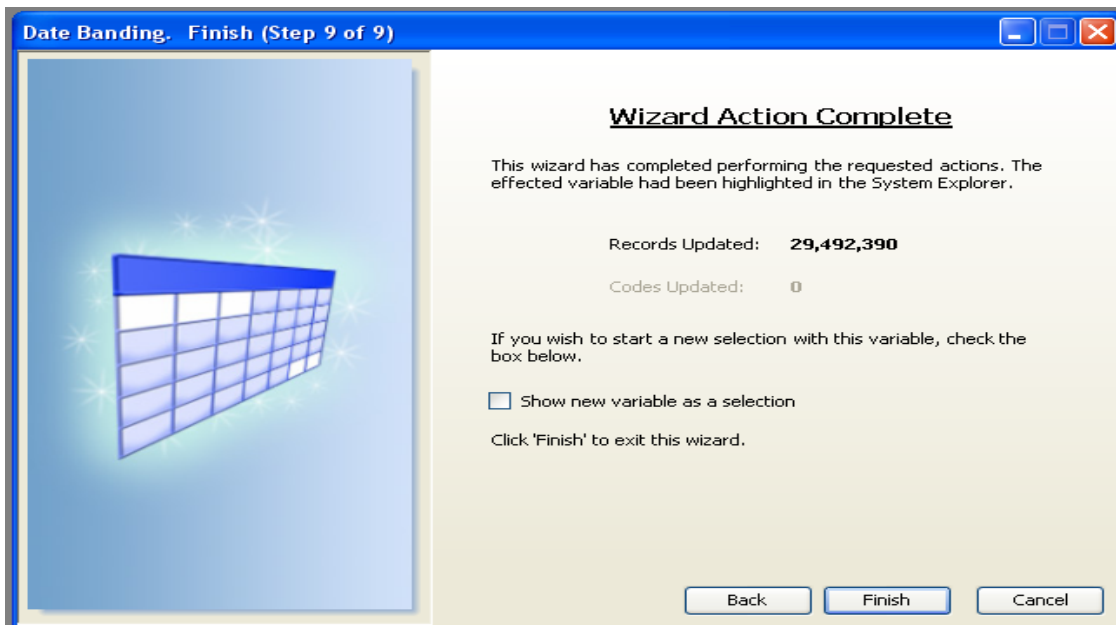 Date Banding.  Finish (Step 9 of 9)
Wizard Action Complete
This wizard has completed performing the requested actions. The
effected variable had been highlighted in the System Explorer.
Records Updated: 29,492,390
Codes Updated: 0
If you wish to start a new selection with this variable, check the
box below.
Show new variable as a selection
Click 'Finish' to exit this wizard.
Back Finish Cancel